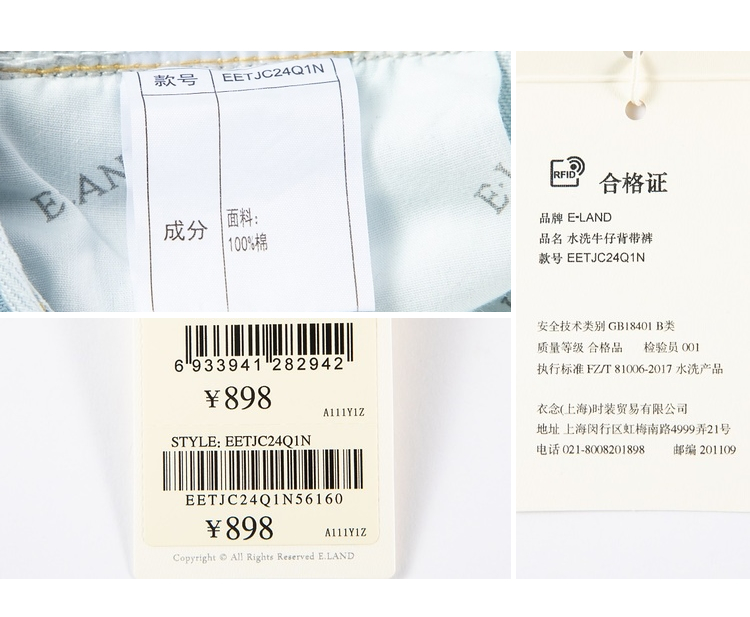 款号 EETJC24Q1N
E.LAN
E.
成分
面料:
100%棉
6 933941 282942
¥898
A111Y1Z
STYLE: EETJC24Q1N
EETJC24Q1N56160
¥898
A111Y1Z
Copyright © All Rights Reserved E.LAND
RFID
合格证
品牌 E·LAND
品名 水洗牛仔背带裤
款号 EETJC24Q1N
安全技术类别 GB18401 B类
质量等级 合格品 检验员 001
执行标准 FZ/T 81006-2017 水洗产品
衣念(上海)时装贸易有限公司
地址 上海闵行区虹梅南路4999弄21号
电话 021-8008201898 邮编 201109